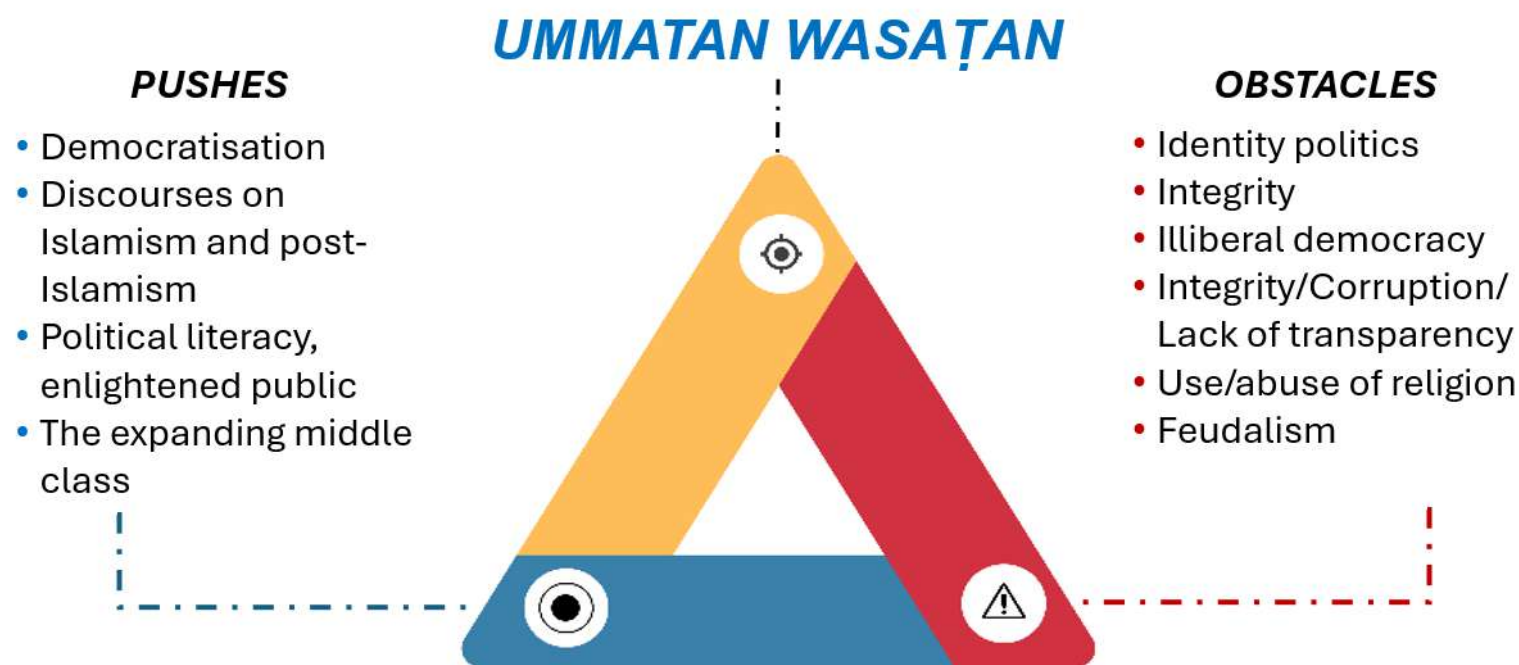 UMMATAN WASAṬAN
PUSHES
• Democratisation
• Discourses on
Islamism and post-
Islamism
• Political literacy,
enlightened public
• The expanding middle
class
OBSTACLES
• Identity politics
• Integrity
• Illiberal democracy
• Integrity/Corruption/
Lack of transparency
• Use/abuse of religion
• Feudalism